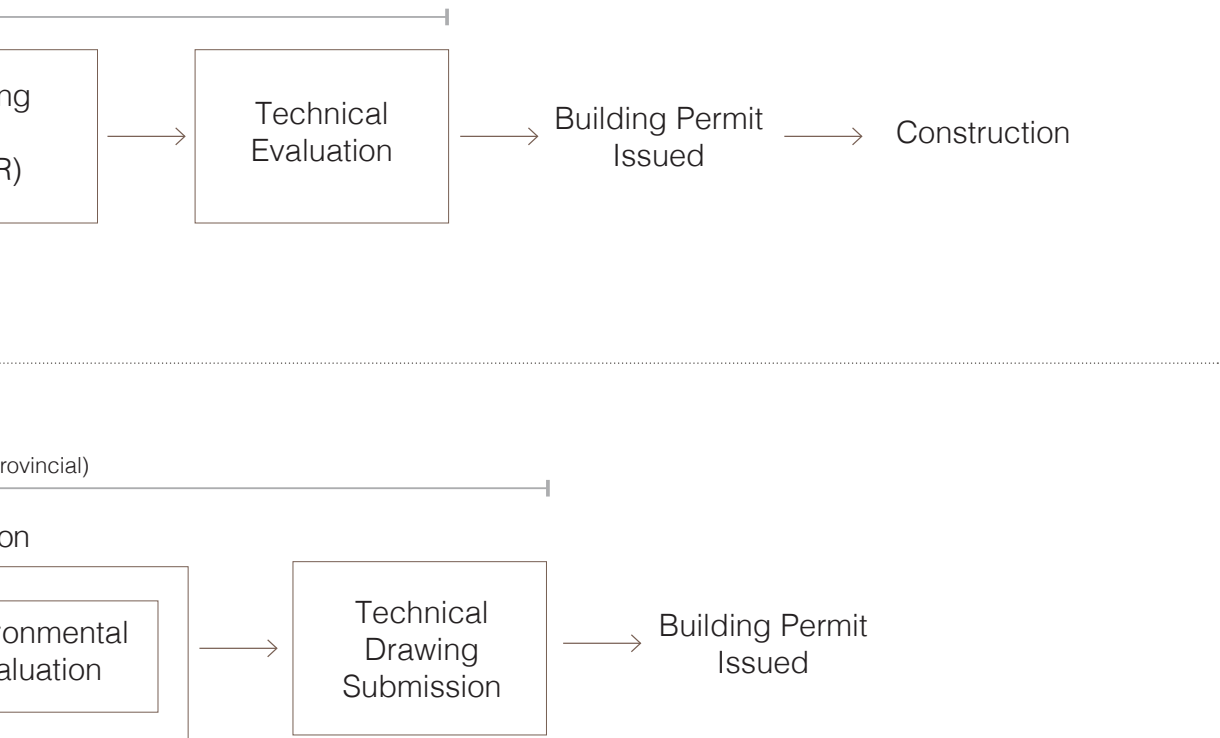 ng
R)
Technical
Evaluation
Building Permit
Issued
Construction
rovincial)
on
ronmental
aluation
Technical
Drawing
Submission
Building Permit
Issued